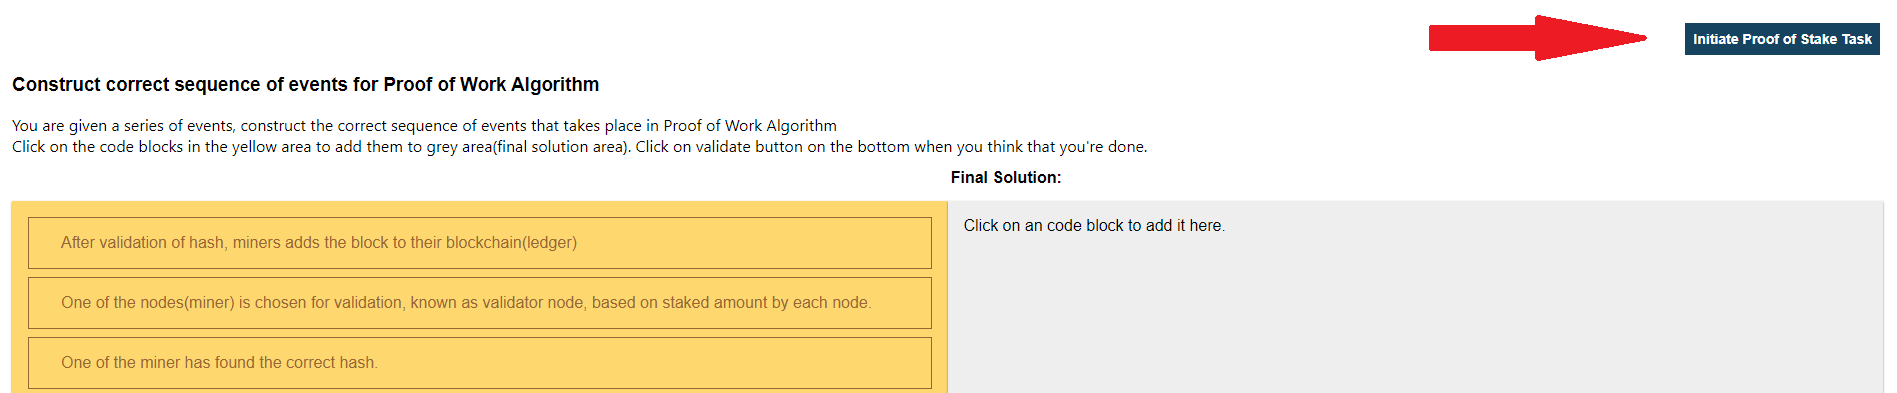 Initiate Proof of Stake Task
Construct correct sequence of events for Proof of Work Algorithm
You are given a series of events, construct the correct sequence of events that takes place in Proof of Work Algorithm
Click on the code blocks in the yellow area to add them to grey area(final solution area). Click on validate button on the bottom when you think that you're done.
Final Solution:
After validation of hash, miners adds the block to their blockchain(ledger)
Click on an code block to add it here.
One of the nodes(miner) is chosen for validation, known as validator node, based on staked amount by each node.
One of the miner has found the correct hash.